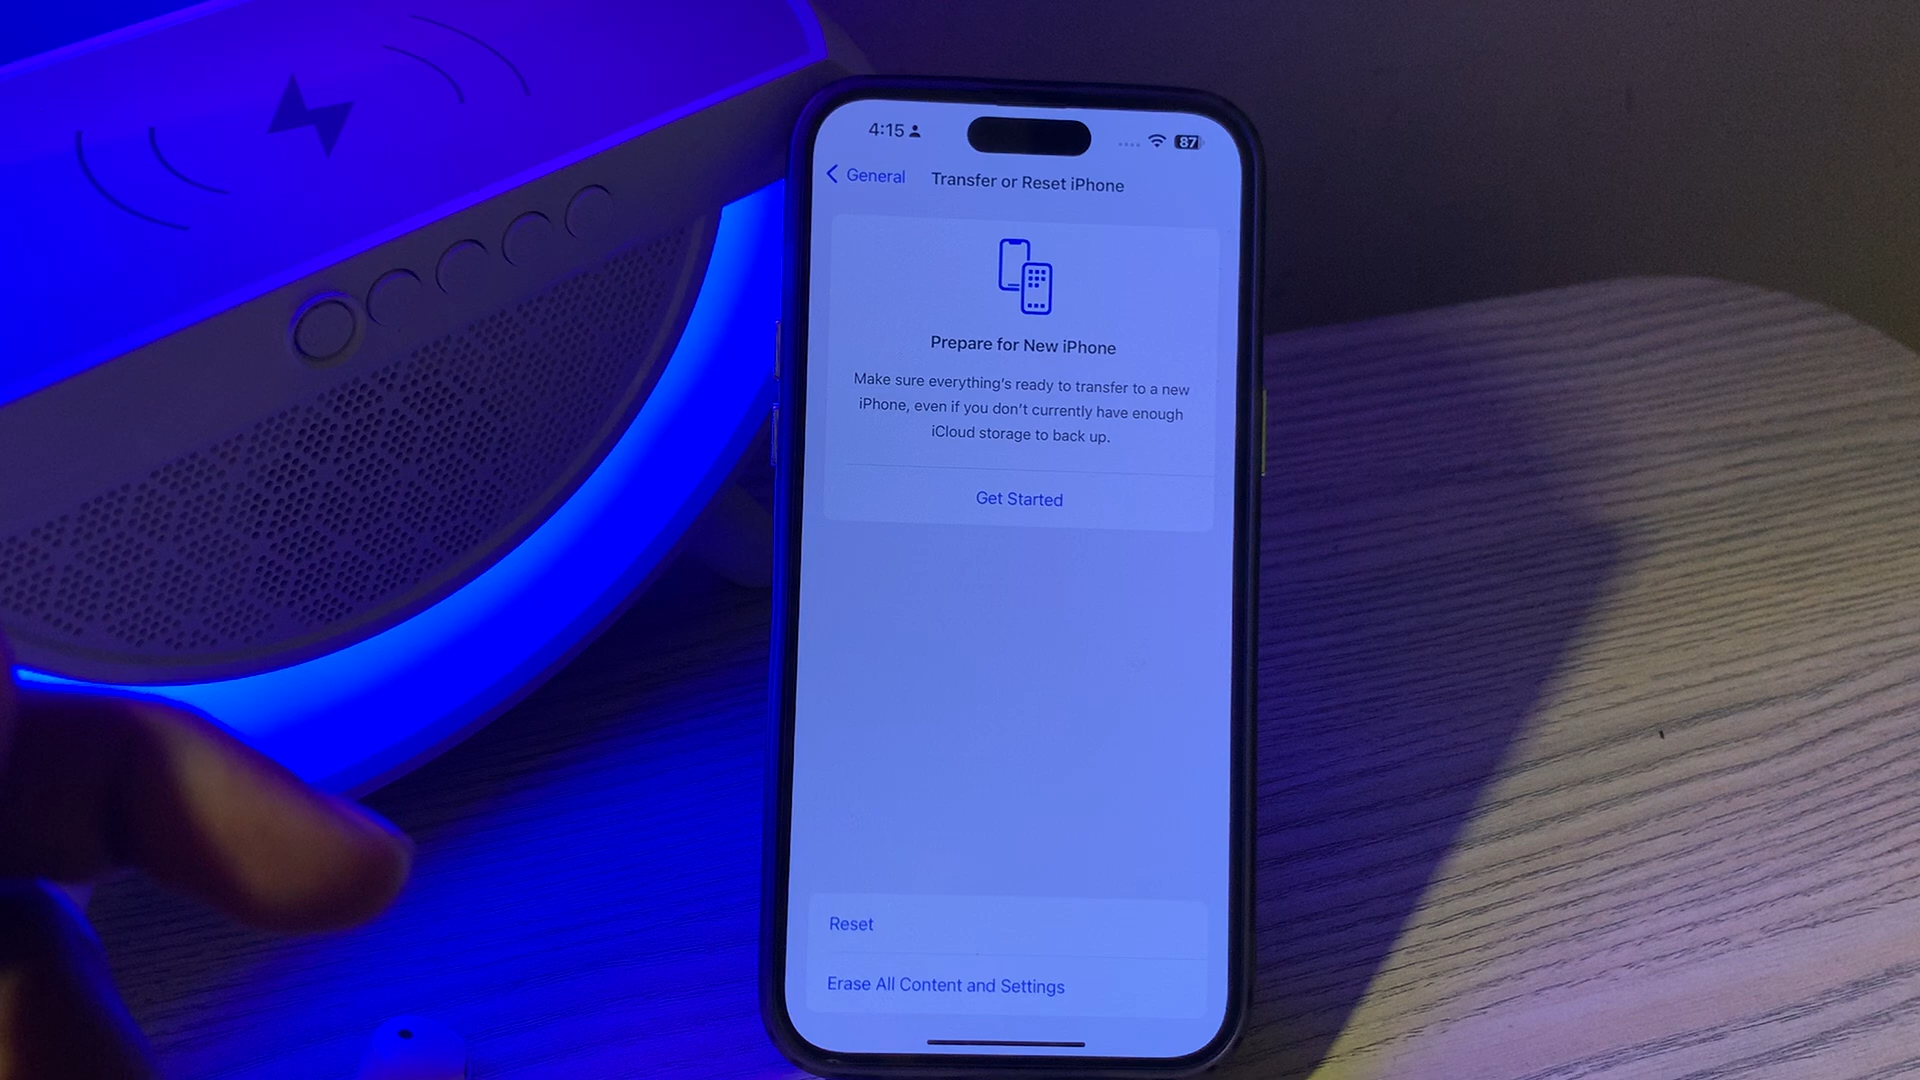 4:15
87
General
Transfer or Reset iPhone
Prepare for New iPhone
Make sure everything's ready to transfer to a new
iPhone, even if you don't currently have enough
iCloud storage to back up.
Get Started
Reset
Erase All Content and Settings